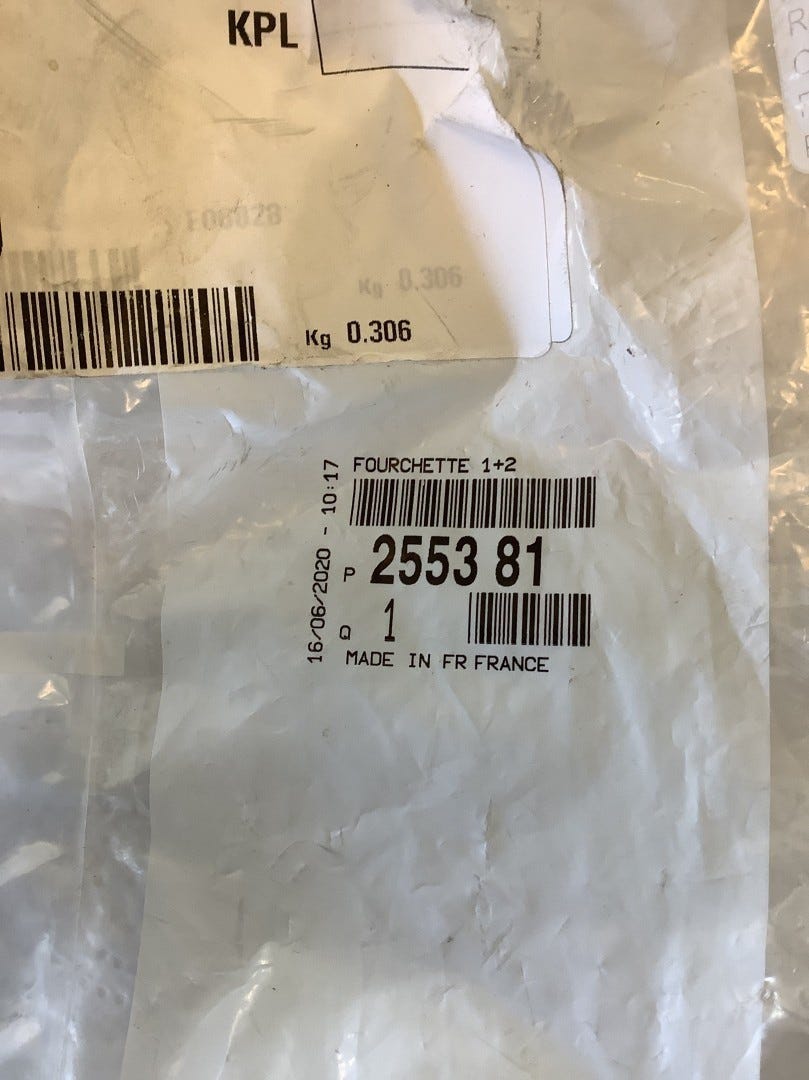 KPL
E06028
Kg 0.306
Kg 0.306
FOURCHETTE 1+2
16/06/2020 - 10:17
P 2553 81
Q 1
MADE IN FR FRANCE